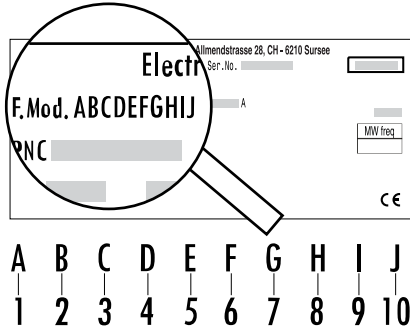 Allmendstrasse 28, CH - 6210 Sursee
Electr
Ser.No.
F.Mod. ABCDEFGHIJ
A
PNC
MW freq
CE
A B C D E F G H I J
1 2 3 4 5 6 7 8 9 10